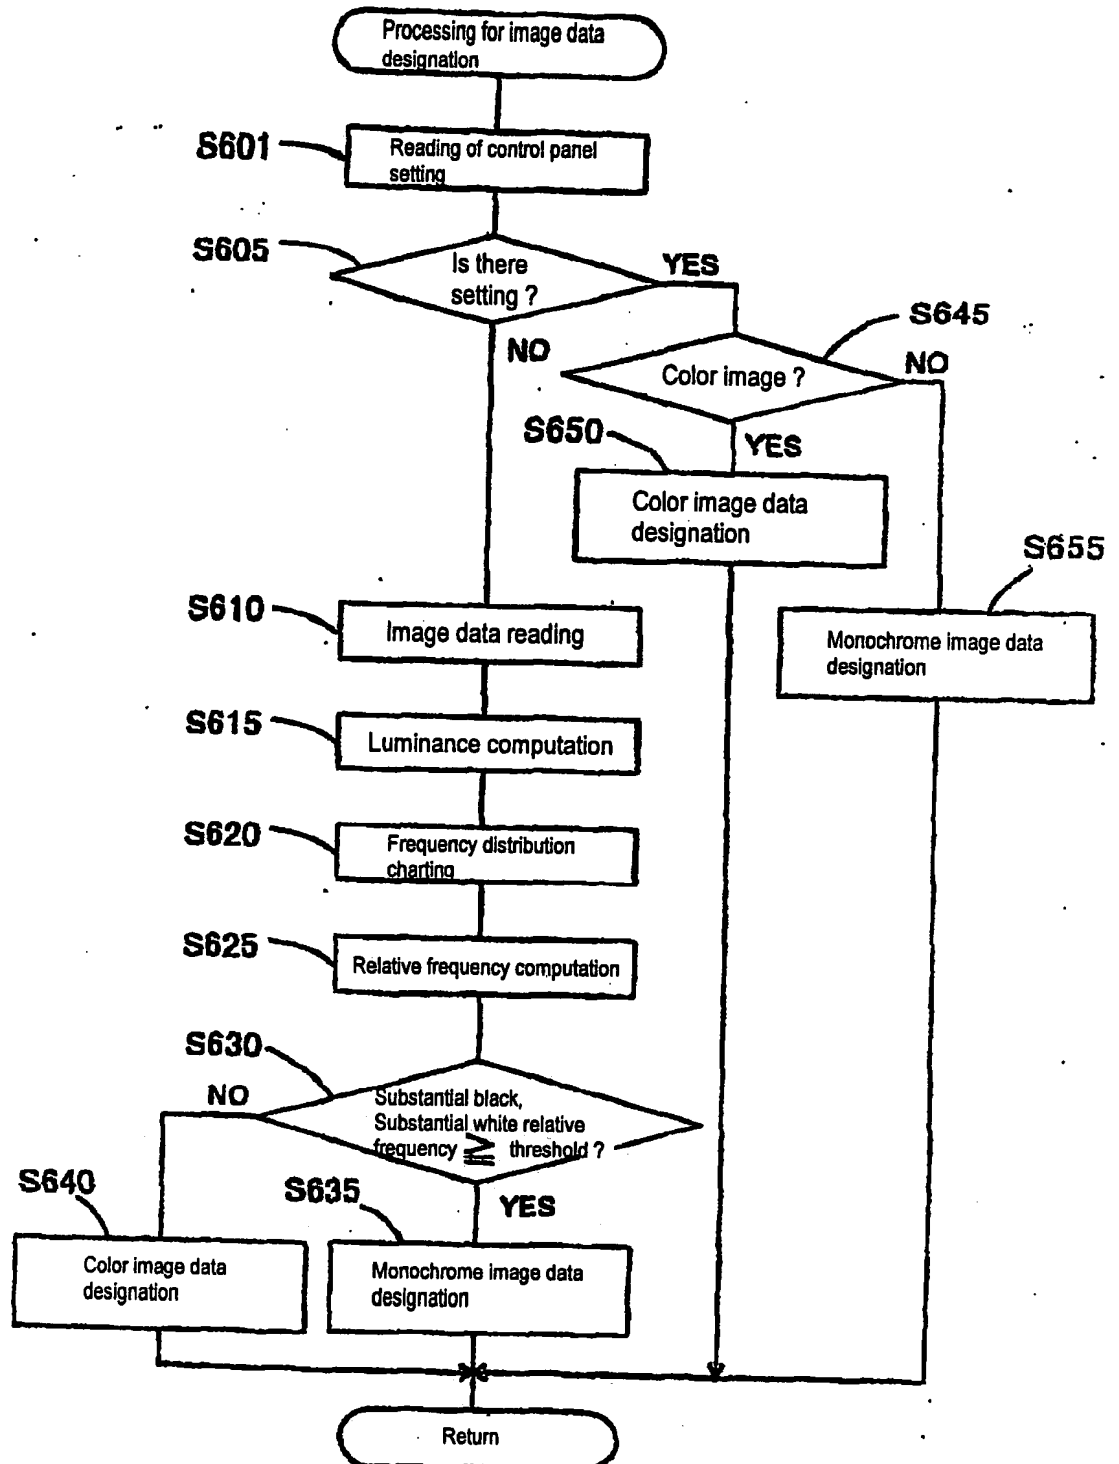 Processing for image data
designation
S601
Reading of control panel
setting
S605
Is there
setting ?
YES
NO
S645
Color image ?
NO
YES
S650
Color image data
designation
S655
Monochrome image data
designation
S610
Image data reading
S615
Luminance computation
S620
Frequency distribution
charting
S625
Relative frequency computation
S630
Substantial black,
Substantial white relative
frequency ≧ threshold ?
NO
YES
S640
Color image data
designation
S635
Monochrome image data
designation
Return